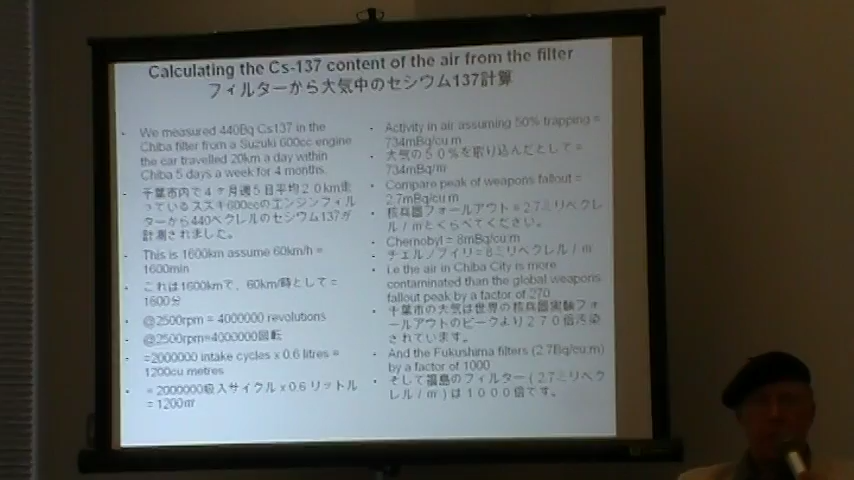 Calculating the Cs-137 content of the air from the filter
フィルターから大気中のセシウム137計算
• We measured 440Bq Cs137 in the
Chiba filter from a Suzuki 600cc engine
the car travelled 20km a day within
Chiba 5 days a week for 4 months.
• 千葉市内で4ヶ月週5日平均20km走
っているスズキ600ccのエンジンフィル
ターから440ベクレルのセシウム137が
計測されました。
• This is 1600km assume 60km/h =
1600min
• これは1600kmで、60km/時として=
1600分
• @2500rpm = 4000000 revolutions
• @2500rpm=4000000回転
• =2000000 intake cycles x 0.6 litres =
1200cu metres
• =2000000吸入サイクルx0.6リットル
=1200㎥
• Activity in air assuming 50% trapping =
734mBq/cu m
• 大気の50%を取り込んだとして=
734mBq/㎥
• Compare peak of weapons fallout =
2.7mBq/cu m
• 核兵器フォールアウト=2.7ミリベクレ
ル/㎥とくらべてください。
• Chernobyl = 8mBq/cu m
• チェルノブイリ=8ミリベクレル/㎥
• i.e the air in Chiba City is more
contaminated than the global weapons
fallout peak by a factor of 270
• 千葉市の大気は世界の核兵器実験フォ
ールアウトのピークより270倍汚染
されています。
• And the Fukushima filters (2.7Bq/cu m)
by a factor of 1000
• そして福島のフィルター(2.7ミリベク
レル/㎥)は1000倍です。